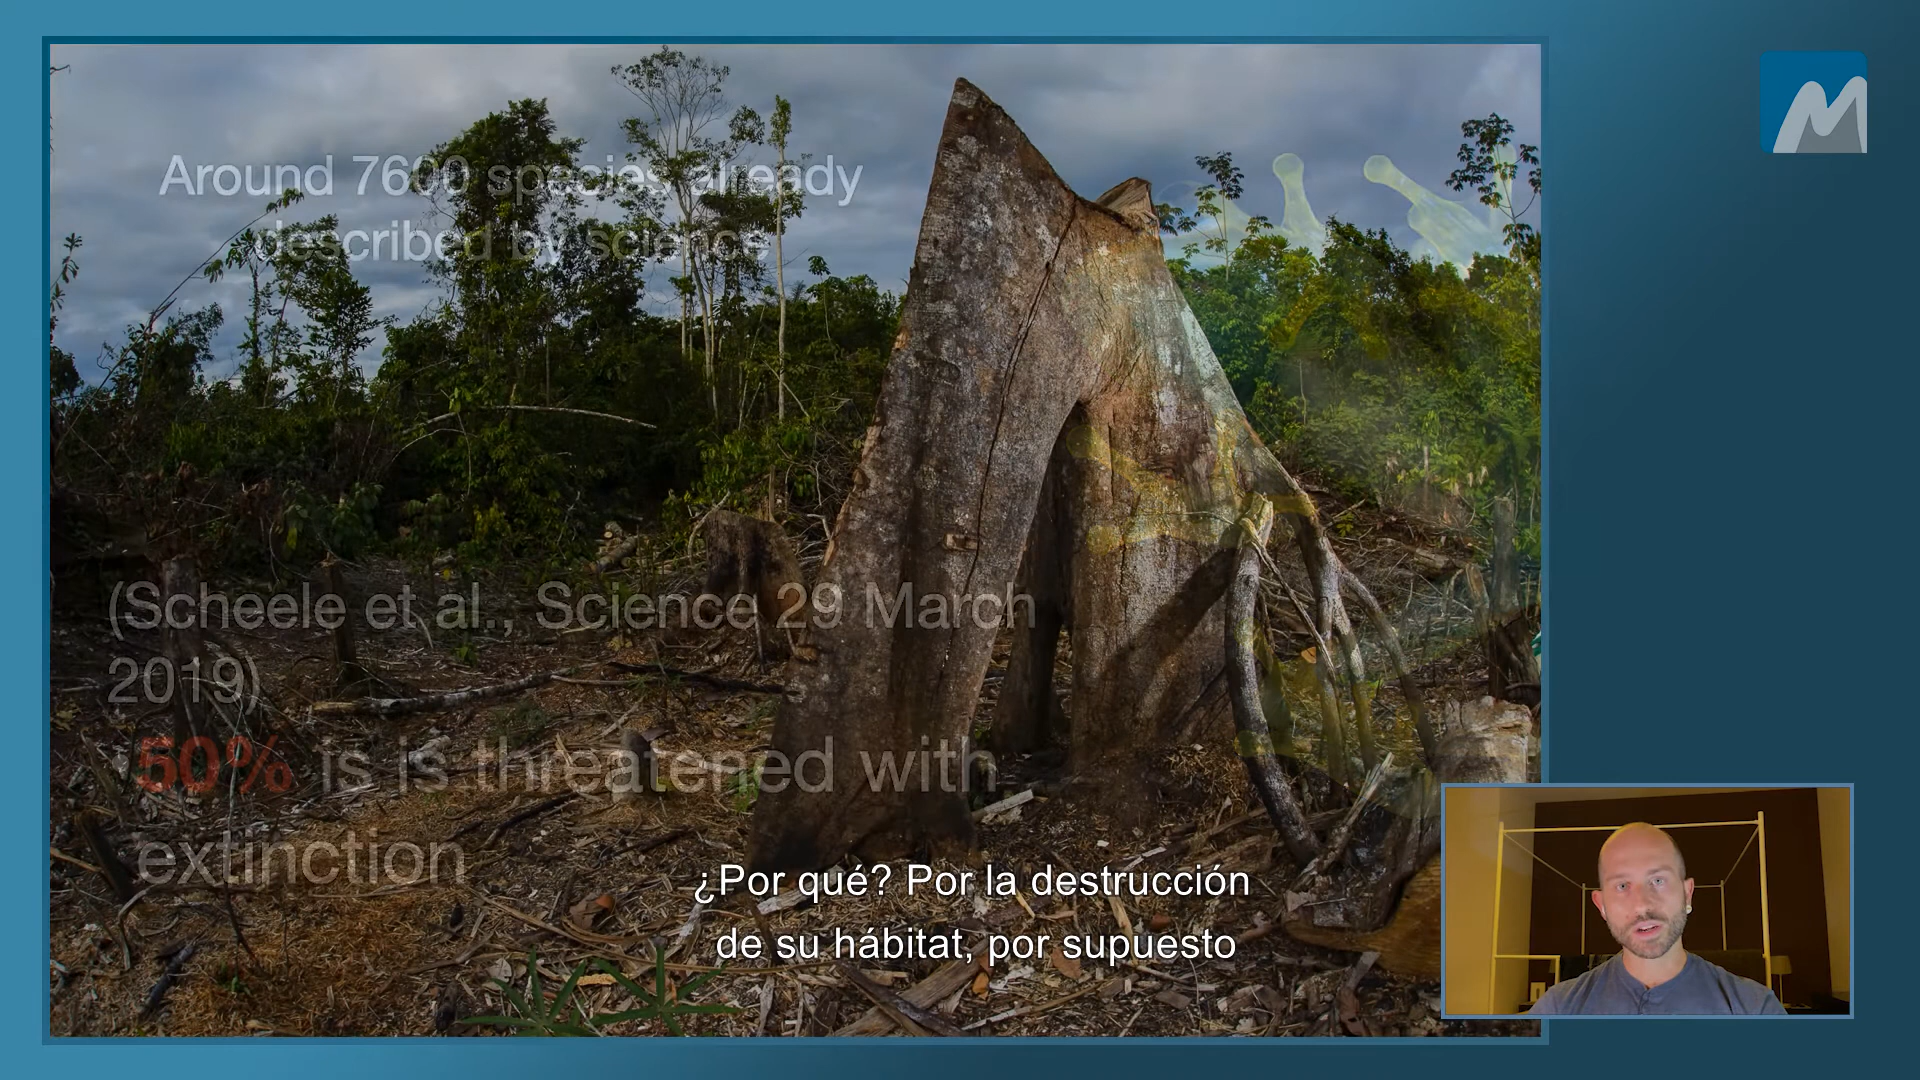 Around 7600 species already
described by science
(Scheele et al., Science 29 March
2019)
50% is is threatened with
extinction
¿Por qué? Por la destrucción
de su hábitat, por supuesto